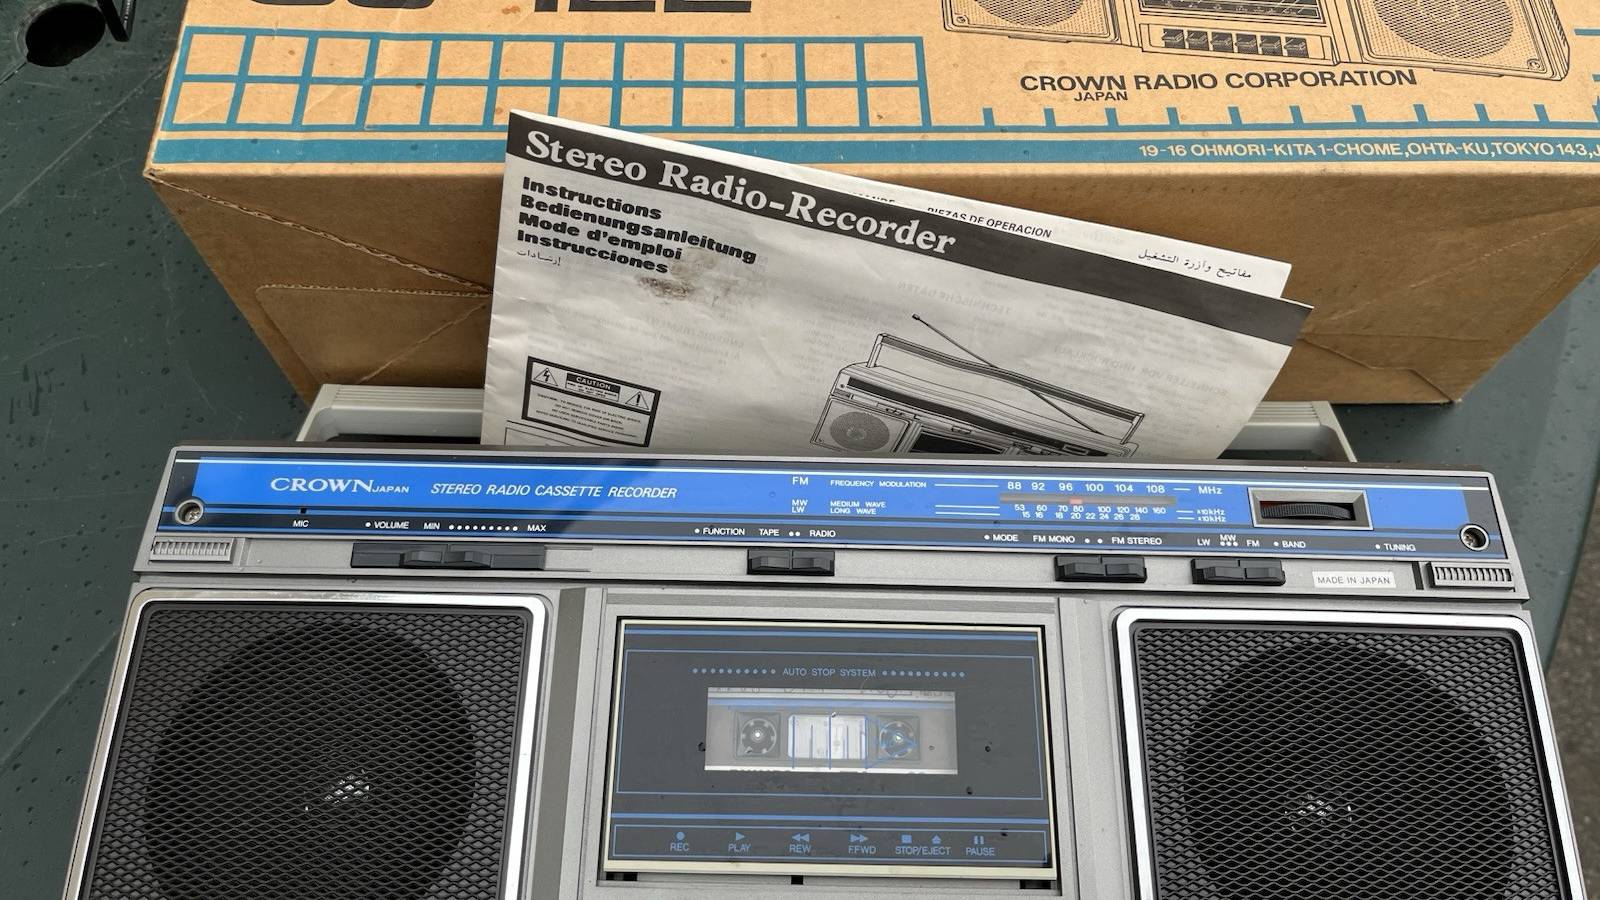 CROWN RADIO CORPORATION
JAPAN
19-16 OHMORI-KITA 1-CHOME, OHTA-KU, TOKYO 143, J
Stereo Radio-Recorder
PIEZAS DE OPERACION
مفاتيح وأزرة التشغيل
Instructions
Bedienungsanleitung
Mode d'emploi
Instrucciones
إرشادات
CAUTION
CROWN JAPAN STEREO RADIO CASSETTE RECORDER
FM FREQUENCY MODULATION 88 92 96 100 104 108 MHz
MW MEDIUM WAVE 53 60 70 80 100 120 140 160 x10kHz
LW LONG WAVE 15 16 18 20 22 24 26 28 x10kHz
MIC VOLUME MIN MAX FUNCTION TAPE RADIO MODE FM MONO FM STEREO LW MW FM BAND TUNING
MADE IN JAPAN
AUTO STOP SYSTEM
REC PLAY REW F.FWD STOP/EJECT PAUSE